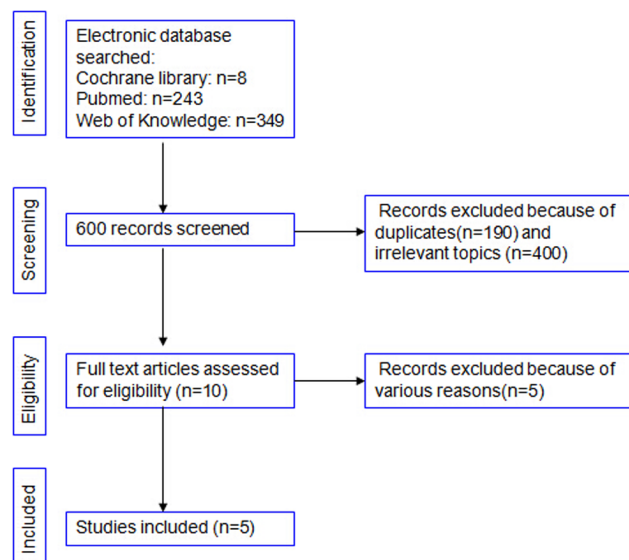 Identification
Electronic database
searched:
Cochrane library: n=8
Pubmed: n=243
Web of Knowledge: n=349
Screening
600 records screened
Records excluded because of
duplicates(n=190) and
irrelevant topics (n=400)
Eligibility
Full text articles assessed
for eligibility (n=10)
Records excluded because of
various reasons(n=5)
Included
Studies included (n=5)